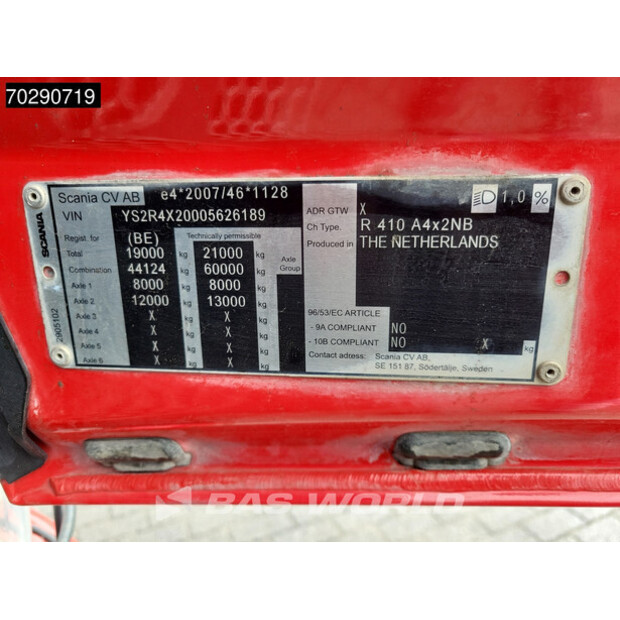 70290719
SCANIA
2905102
Scania CV AB e4*2007/46*1128
VIN YS2R4X20005626189
Regist. for (BE) Technically permissible
Total 19000 kg 21000 kg
Combination 44124 kg 60000 kg
Axle 1 8000 kg 8000 kg
Axle 2 12000 kg 13000 kg
Axle 3 X kg X kg
Axle 4 X kg X kg
Axle 5 X kg X kg
Axle 6 X kg X kg
Axle Group
ADR GTW X
1,0 %
Ch Type. R 410 A4x2NB
Produced in THE NETHERLANDS
96/53/EC ARTICLE
- 9A COMPLIANT NO
- 10B COMPLIANT NO X kg
Contact adress: Scania CV AB,
SE 151 87, Södertälje, Sweden
BAS WORLD